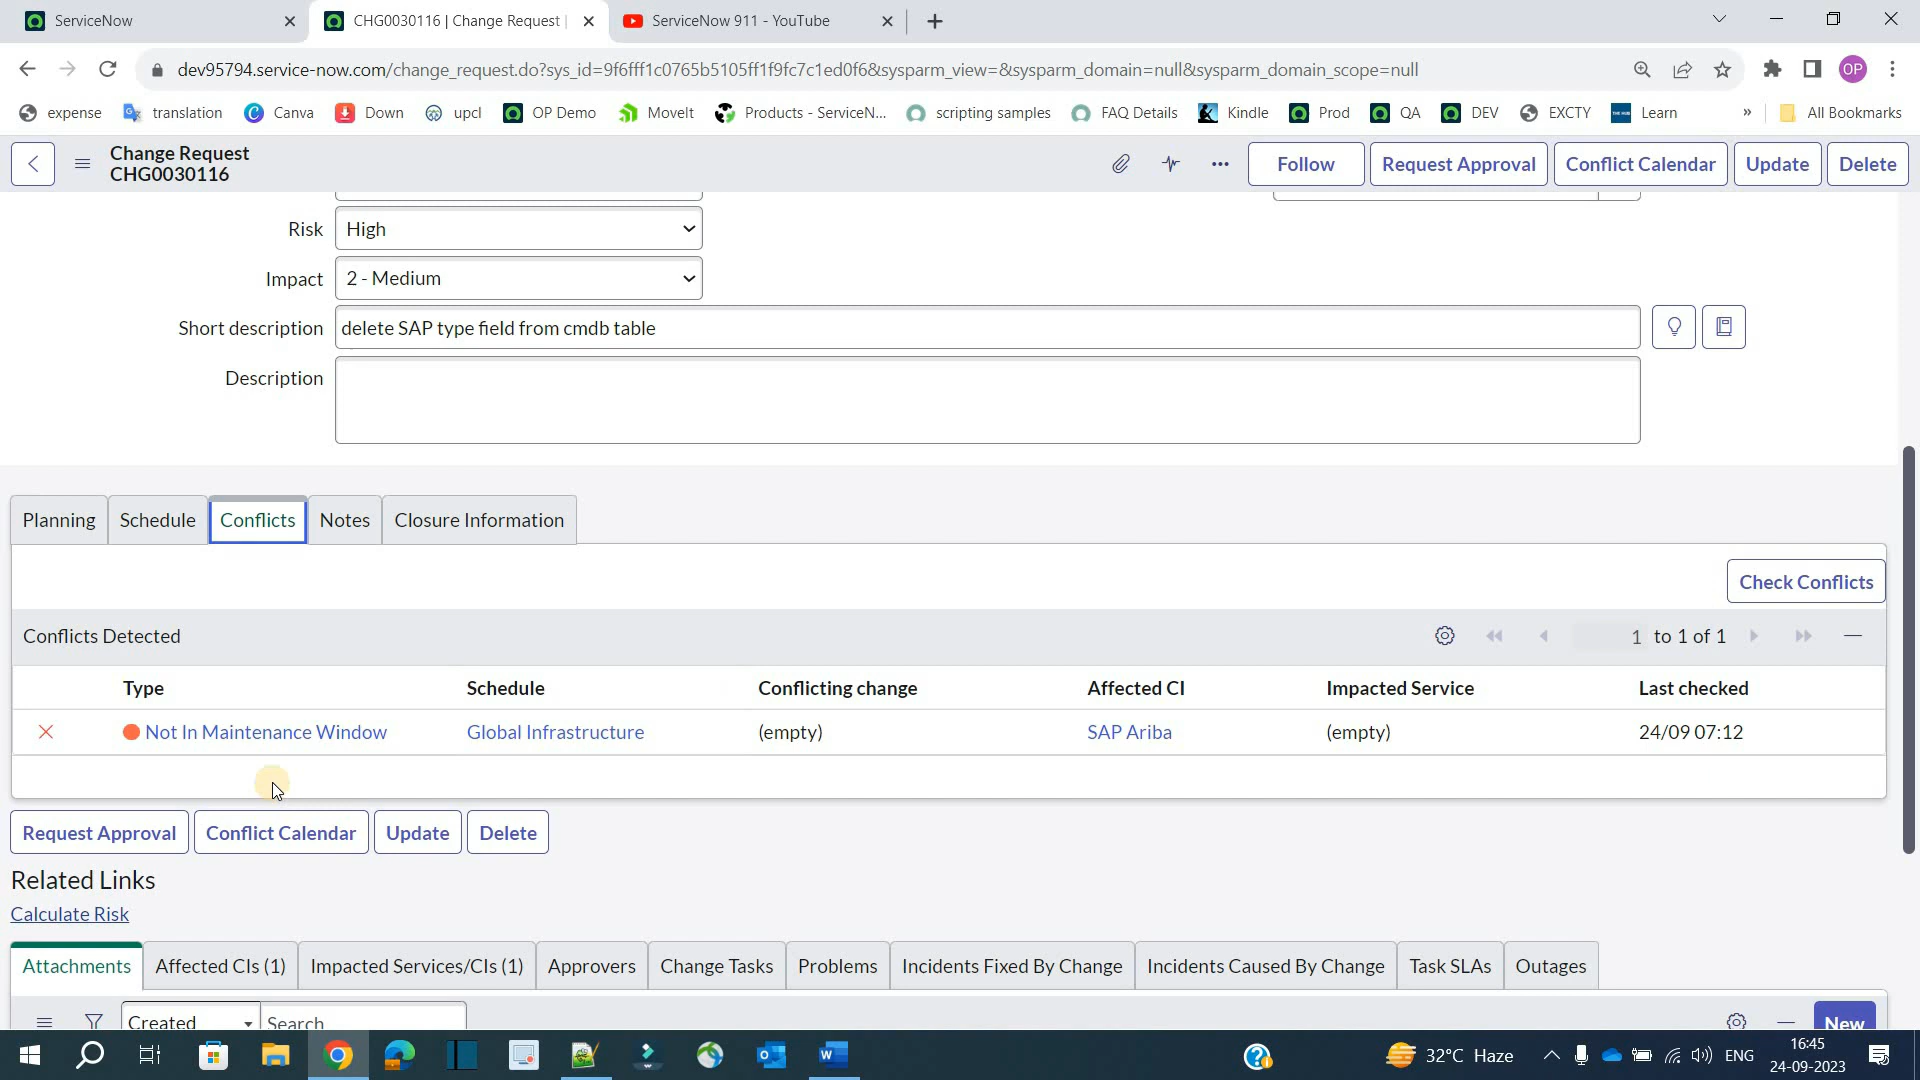 ServiceNow
CHG0030116 | Change Request |
ServiceNow 911 - YouTube
dev95794.service-now.com/change_request.do?sys_id=9f6fff1c0765b5105ff1f9fc7c1ed0f6&sysparm_view=&sysparm_domain=null&sysparm_domain_scope=null
OP
expense
translation
Canva
Down
upcl
OP Demo
MoveIt
Products - ServiceN...
scripting samples
FAQ Details
Kindle
Prod
QA
DEV
EXCTY
Learn
»
All Bookmarks
Change Request
CHG0030116
Follow
Request Approval
Conflict Calendar
Update
Delete
Risk
High
Impact
2 - Medium
Short description
delete SAP type field from cmdb table
Description
Planning
Schedule
Conflicts
Notes
Closure Information
Check Conflicts
Conflicts Detected
1 to 1 of 1
Type Schedule Conflicting change Affected CI Impacted Service Last checked
Not In Maintenance Window Global Infrastructure (empty) SAP Ariba (empty) 24/09 07:12
Request Approval
Conflict Calendar
Update
Delete
Related Links
Calculate Risk
Attachments
Affected CIs (1)
Impacted Services/CIs (1)
Approvers
Change Tasks
Problems
Incidents Fixed By Change
Incidents Caused By Change
Task SLAs
Outages
Created
Search
New
32°C Haze
ENG
16:45
24-09-2023